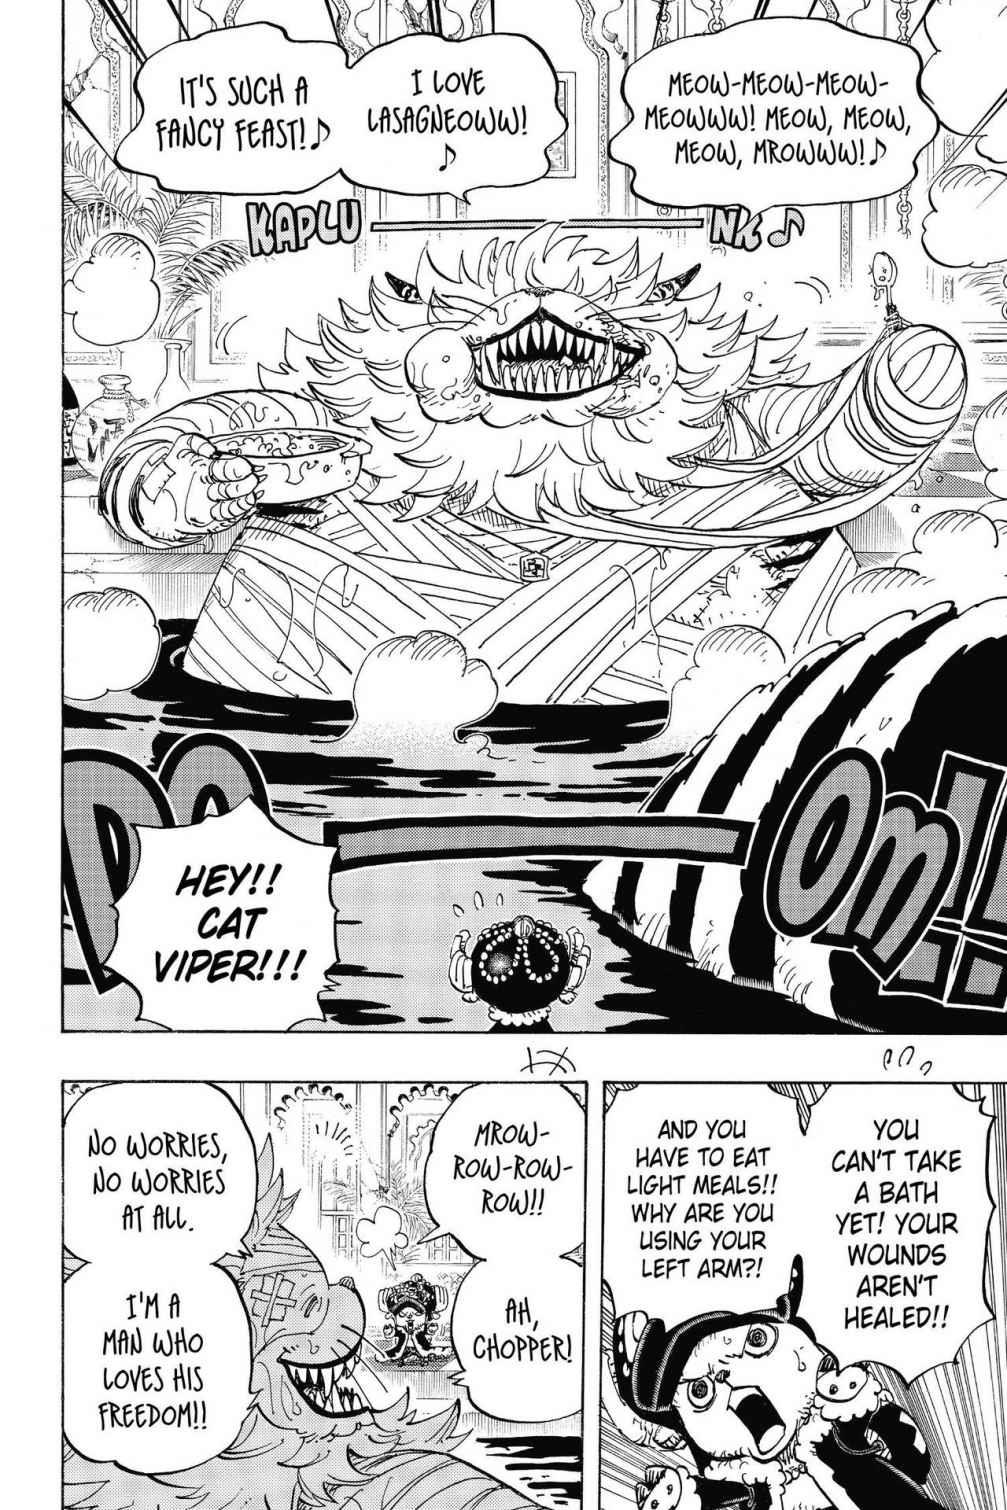 MEOW-MEOW-MEOW-
MEOWWW! MEOW, MEOW,
MEOW, MROWWW!♪
I LOVE
LASAGNEOWW!
♪
IT'S SUCH A
FANCY FEAST!♪
KAPLU—NK♪
DO—OM!!
HEY!!
CAT
VIPER!!!
YOU
CAN'T TAKE
A BATH
YET! YOUR
WOUNDS
AREN'T
HEALED!!
AND YOU
HAVE TO EAT
LIGHT MEALS!!
WHY ARE YOU
USING YOUR
LEFT ARM?!
MROW-
ROW-ROW-
ROW!!
AH,
CHOPPER!
NO WORRIES,
NO WORRIES
AT ALL.
I'M A
MAN WHO
LOVES HIS
FREEDOM!!